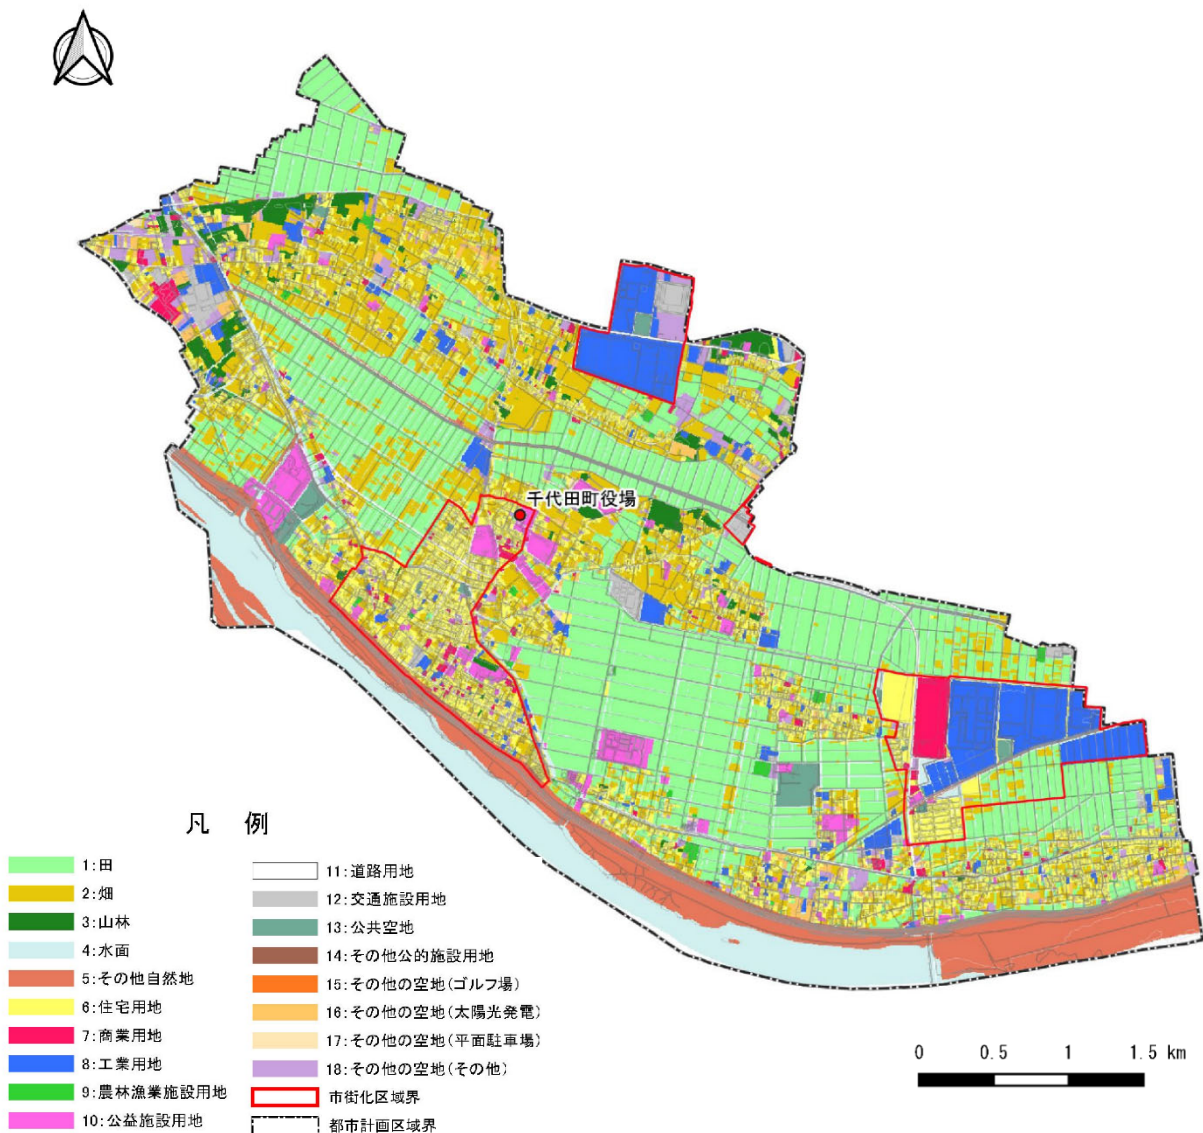 千代田町役場
凡 例
1:田
2:畑
3:山林
4:水面
5:その他自然地
6:住宅用地
7:商業用地
8:工業用地
9:農林漁業施設用地
10:公益施設用地
11:道路用地
12:交通施設用地
13:公共空地
14:その他公的施設用地
15:その他の空地(ゴルフ場)
16:その他の空地(太陽光発電)
17:その他の空地(平面駐車場)
18:その他の空地(その他)
市街化区域界
都市計画区域界
0 0.5 1 1.5 km